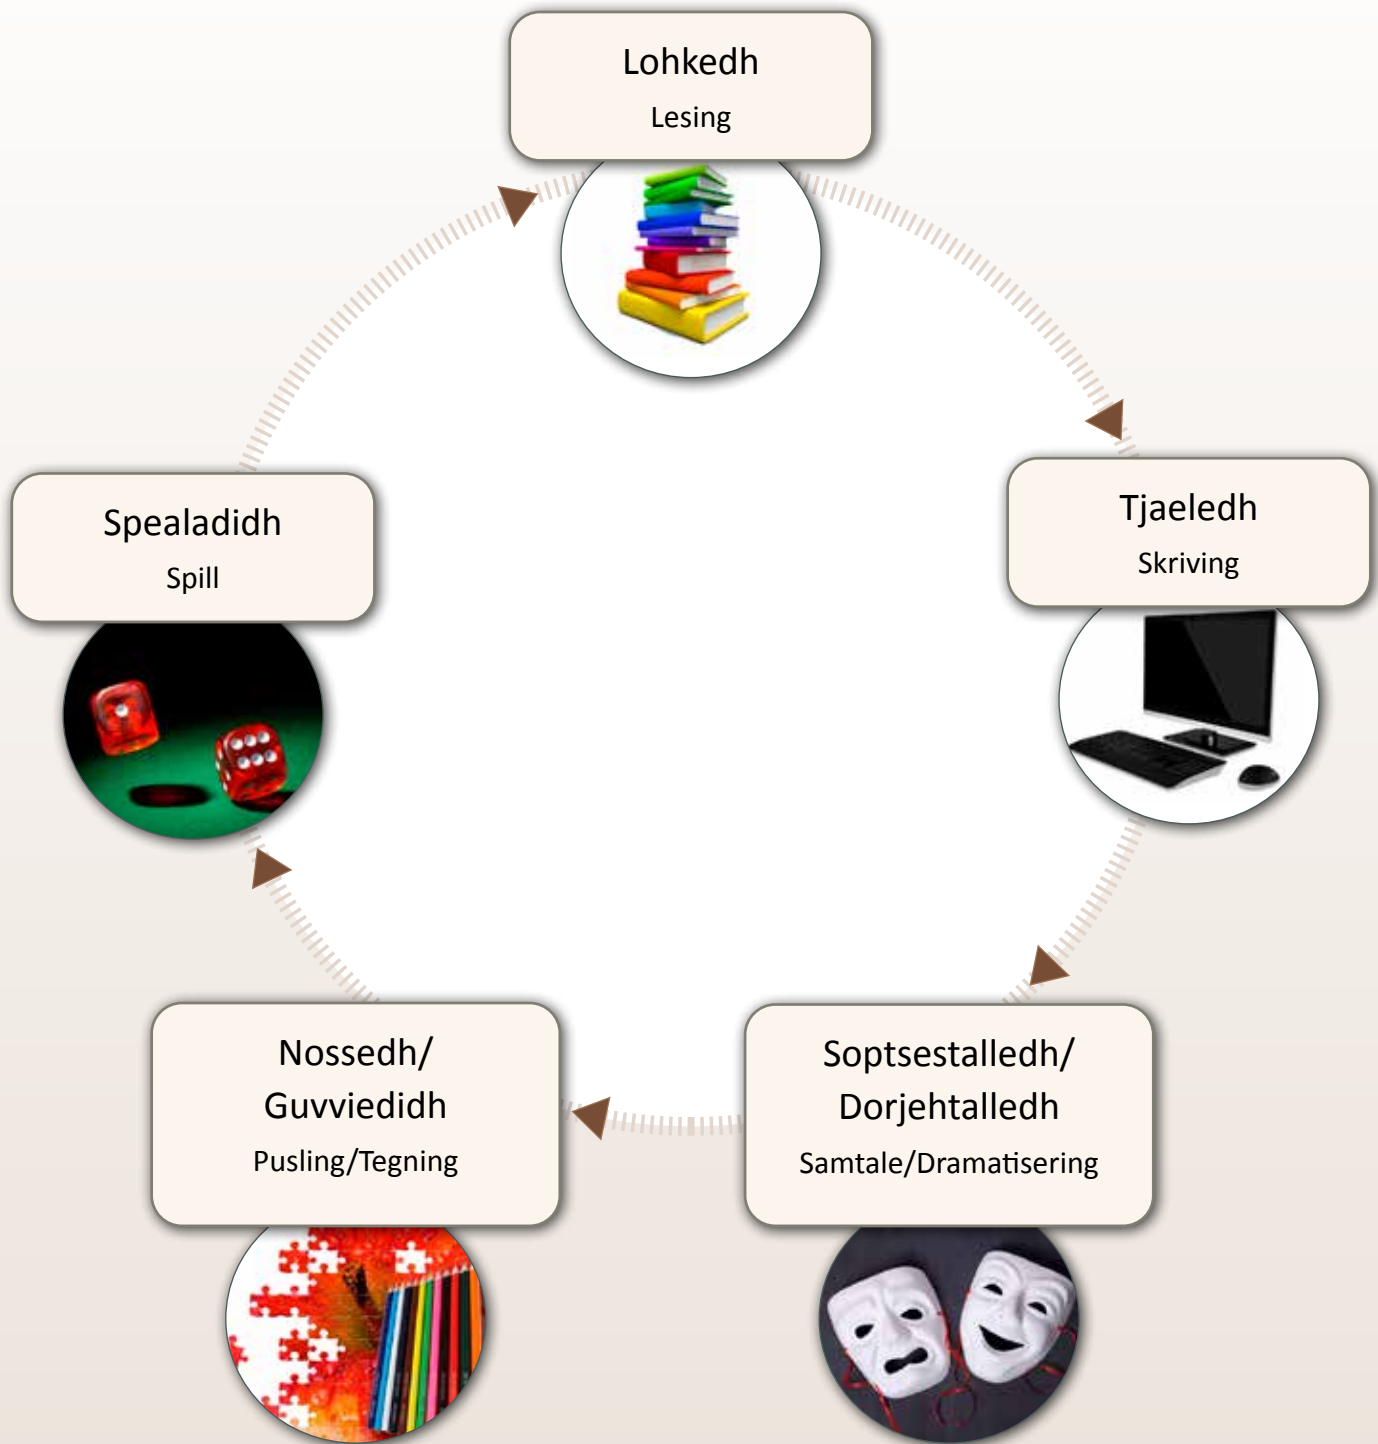 Lohkedh
Lesing
Tjaeledh
Skriving
Soptsestalledh/
Dorjehtalledh
Samtale/Dramatisering
Nossedh/
Guvviedidh
Pusling/Tegning
Spealadidh
Spill